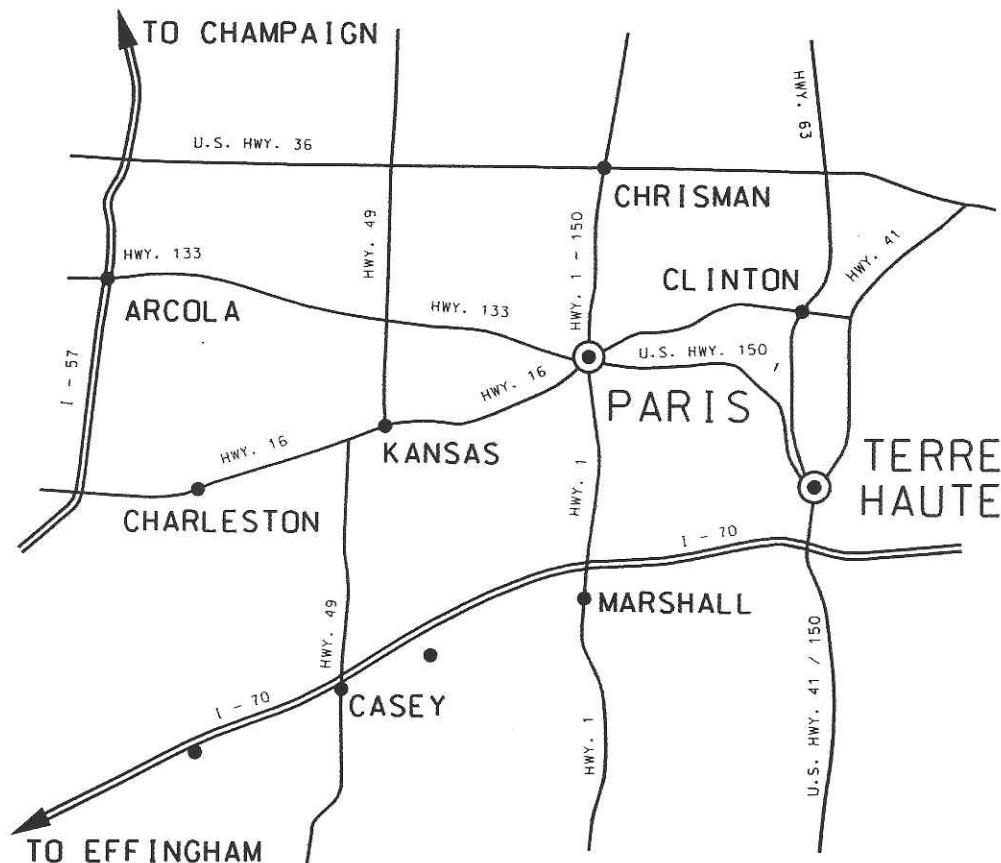 TO CHAMPAIGN
HWY. 63
U.S. HWY. 36
CHRISMAN
HWY. 49
HWY. 1 - 150
HWY. 41
HWY. 133
CLINTON
ARCOLA
HWY. 133
U.S. HWY. 150
I - 57
HWY. 16
PARIS
HWY. 16
KANSAS
TERRE
HAUTE
HWY. 1
CHARLESTON
I - 70
MARSHALL
HWY. 49
I - 70
CASEY
HWY. 1
U.S. HWY. 41 / 150
TO EFFINGHAM